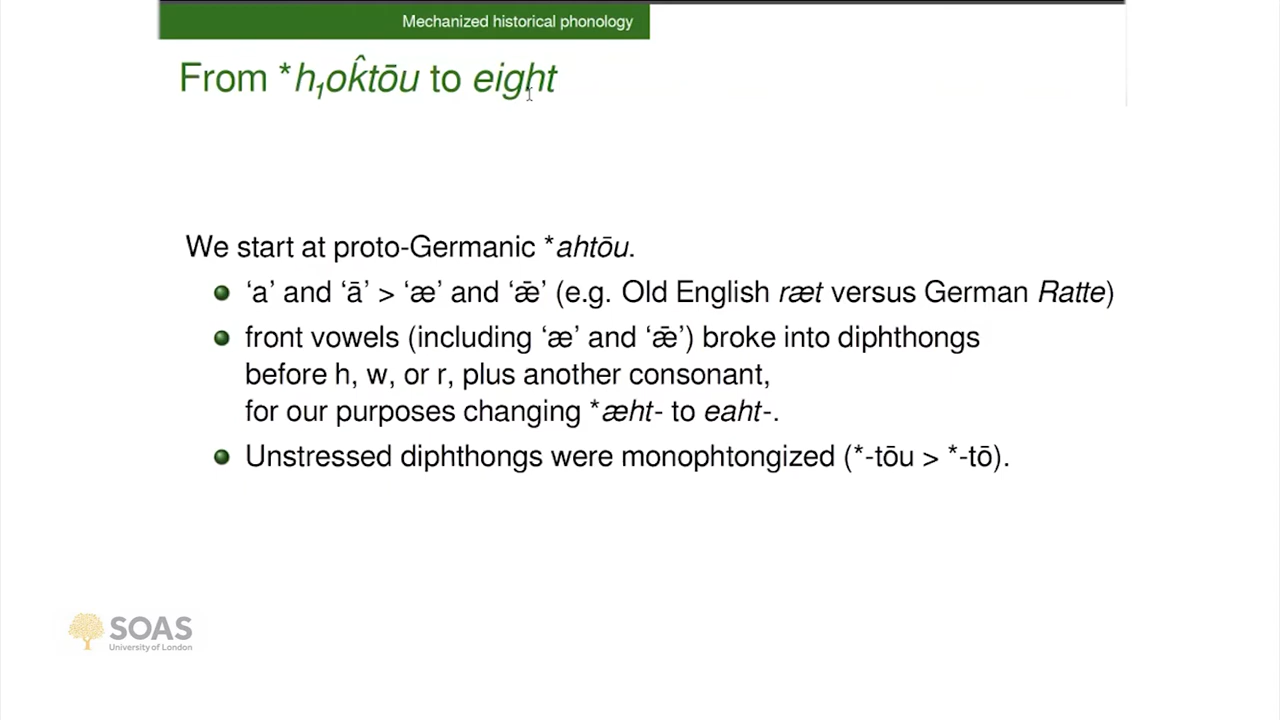 Mechanized historical phonology
From *h₁ok̂tōu to eight
We start at proto-Germanic *ahtōu.
‘a’ and ‘ā’ > ‘æ’ and ‘ǣ’ (e.g. Old English ræt versus German Ratte)
front vowels (including ‘æ’ and ‘ǣ’) broke into diphthongs
before h, w, or r, plus another consonant,
for our purposes changing *æht- to eaht-.
Unstressed diphthongs were monophtongized (*-tōu > *-tō).
SOAS
University of London